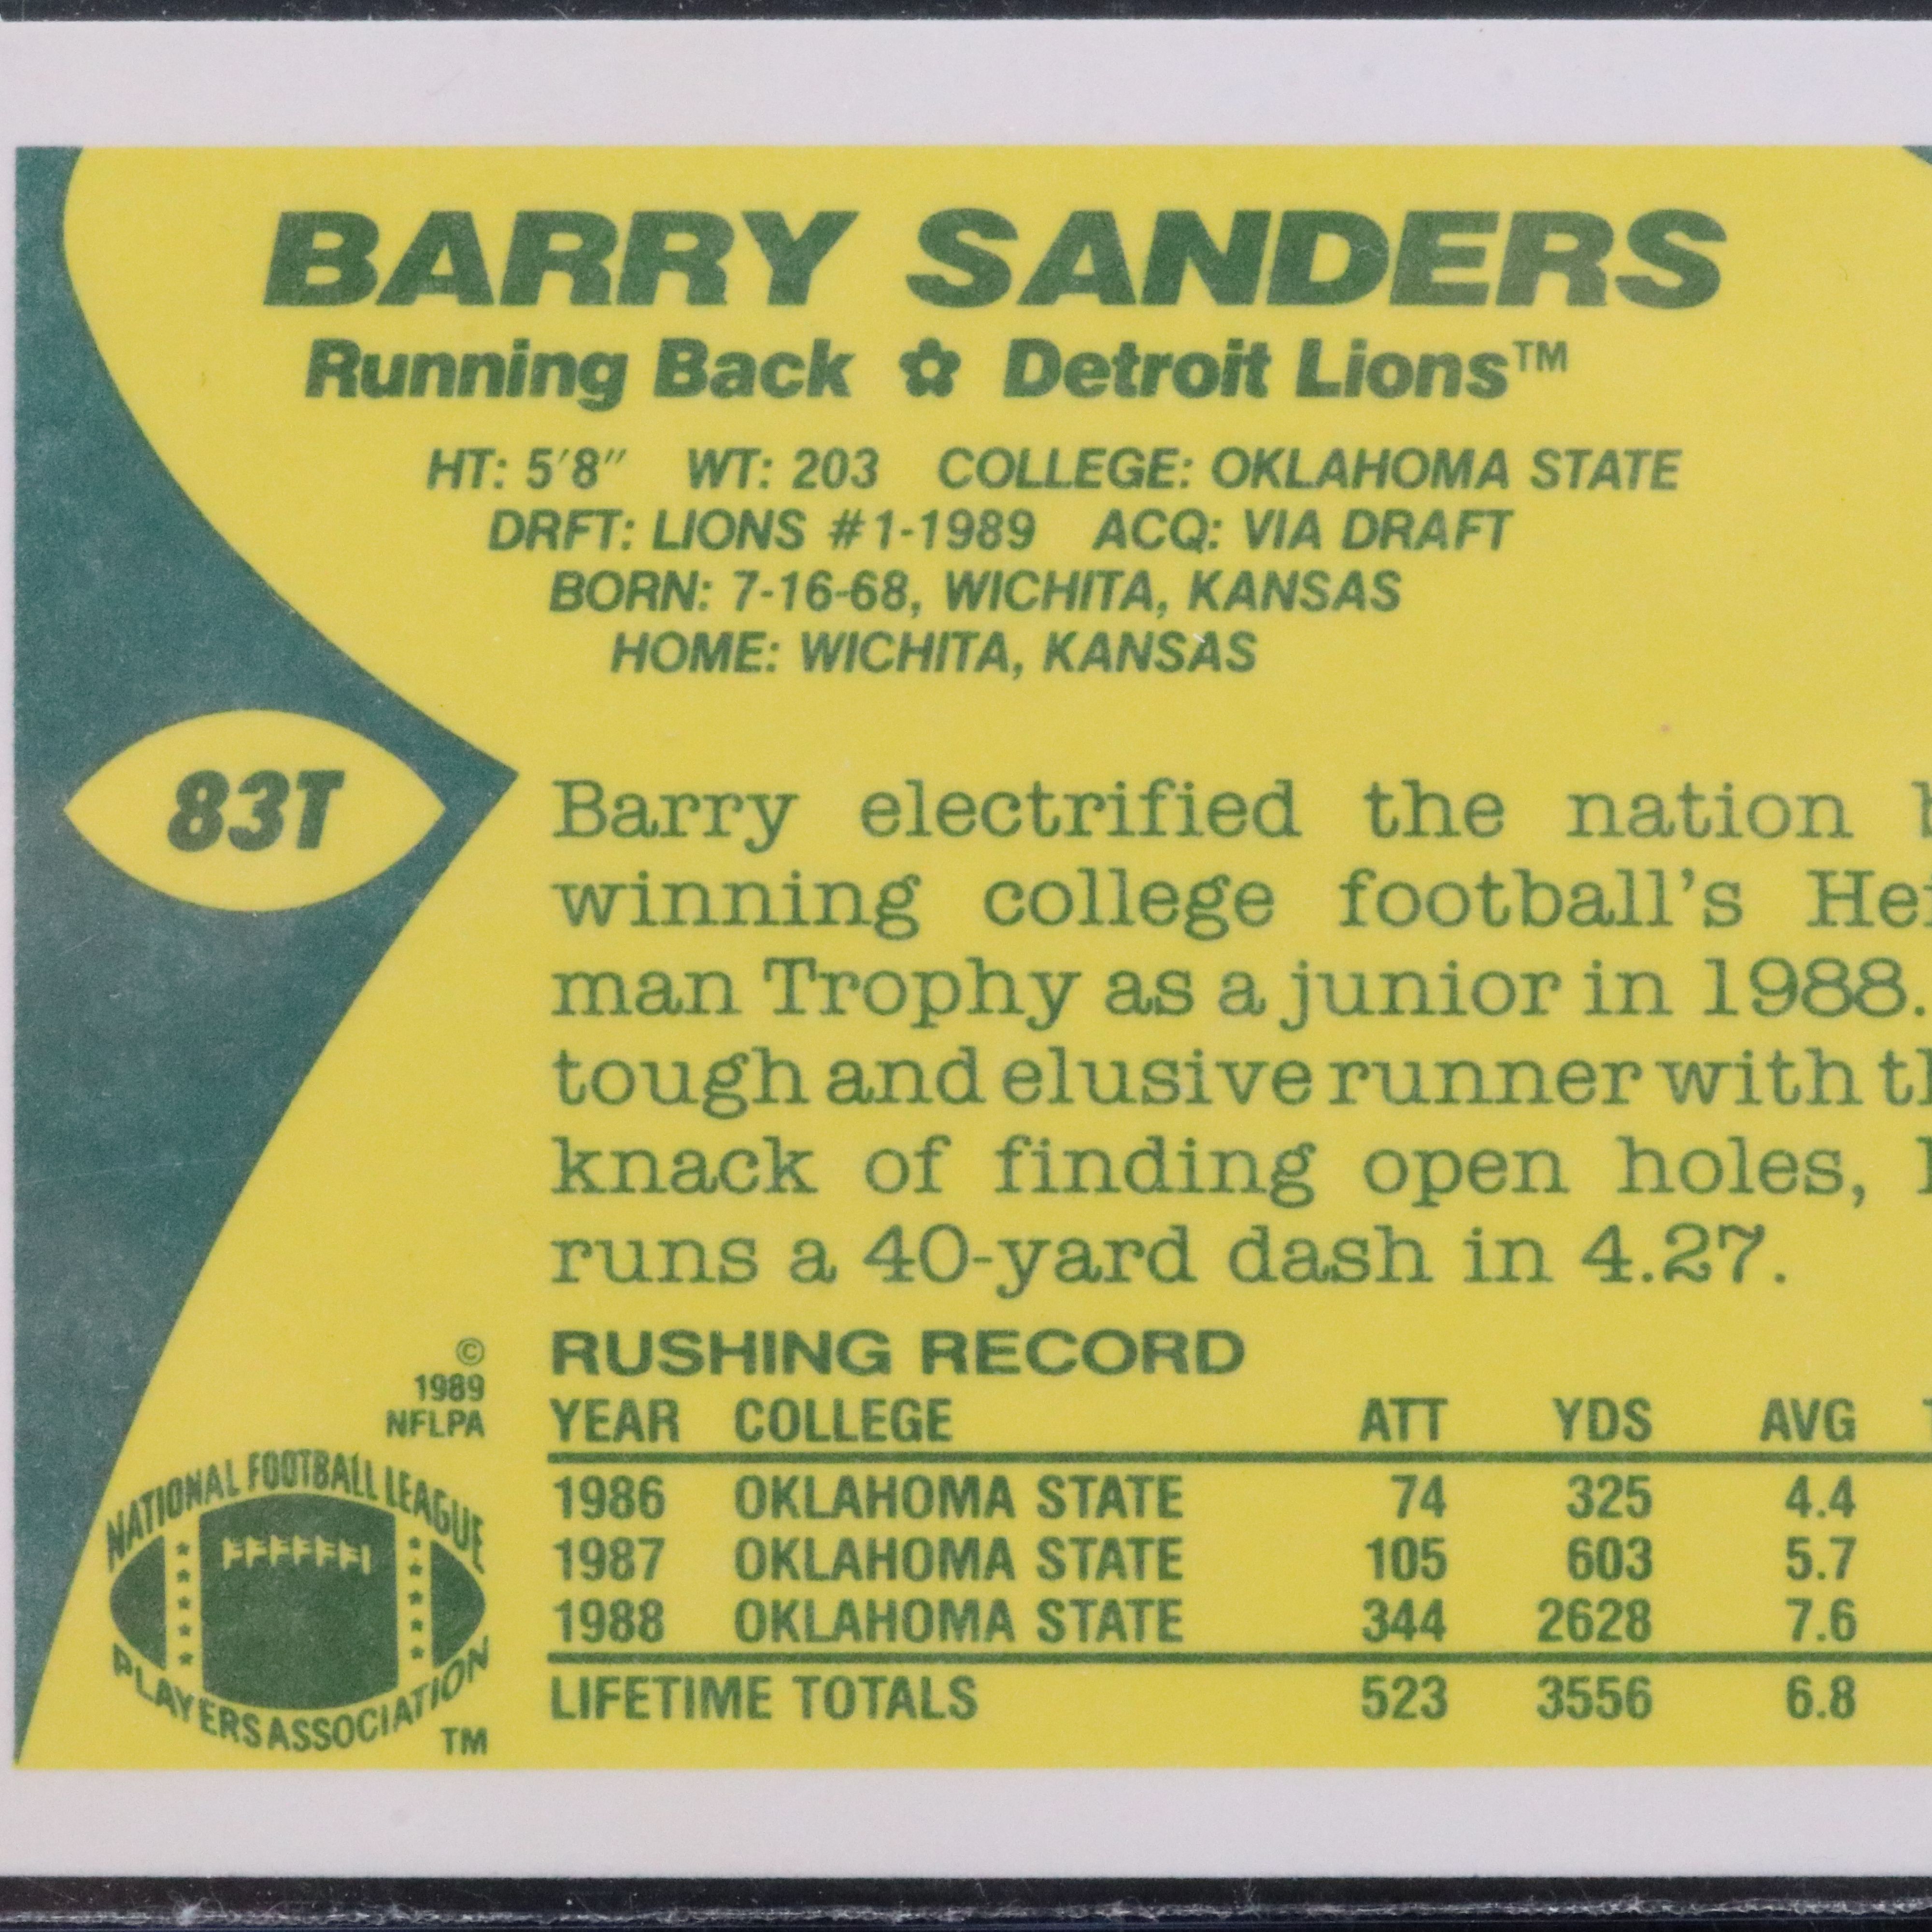 BARRY SANDERS
Running Back ✿ Detroit Lions™
HT: 5'8" WT: 203 COLLEGE: OKLAHOMA STATE
DRFT: LIONS #1-1989 ACQ: VIA DRAFT
BORN: 7-16-68, WICHITA, KANSAS
HOME: WICHITA, KANSAS
83T
Barry electrified the nation
winning college football's Hei
man Trophy as a junior in 1988.
tough and elusive runner with th
knack of finding open holes,
runs a 40-yard dash in 4.27.
©
1989
NFLPA
NATIONAL FOOTBALL LEAGUE
PLAYERS ASSOCIATION
TM
RUSHING RECORD
YEAR COLLEGE ATT YDS AVG
1986 OKLAHOMA STATE 74 325 4.4
1987 OKLAHOMA STATE 105 603 5.7
1988 OKLAHOMA STATE 344 2628 7.6
LIFETIME TOTALS 523 3556 6.8